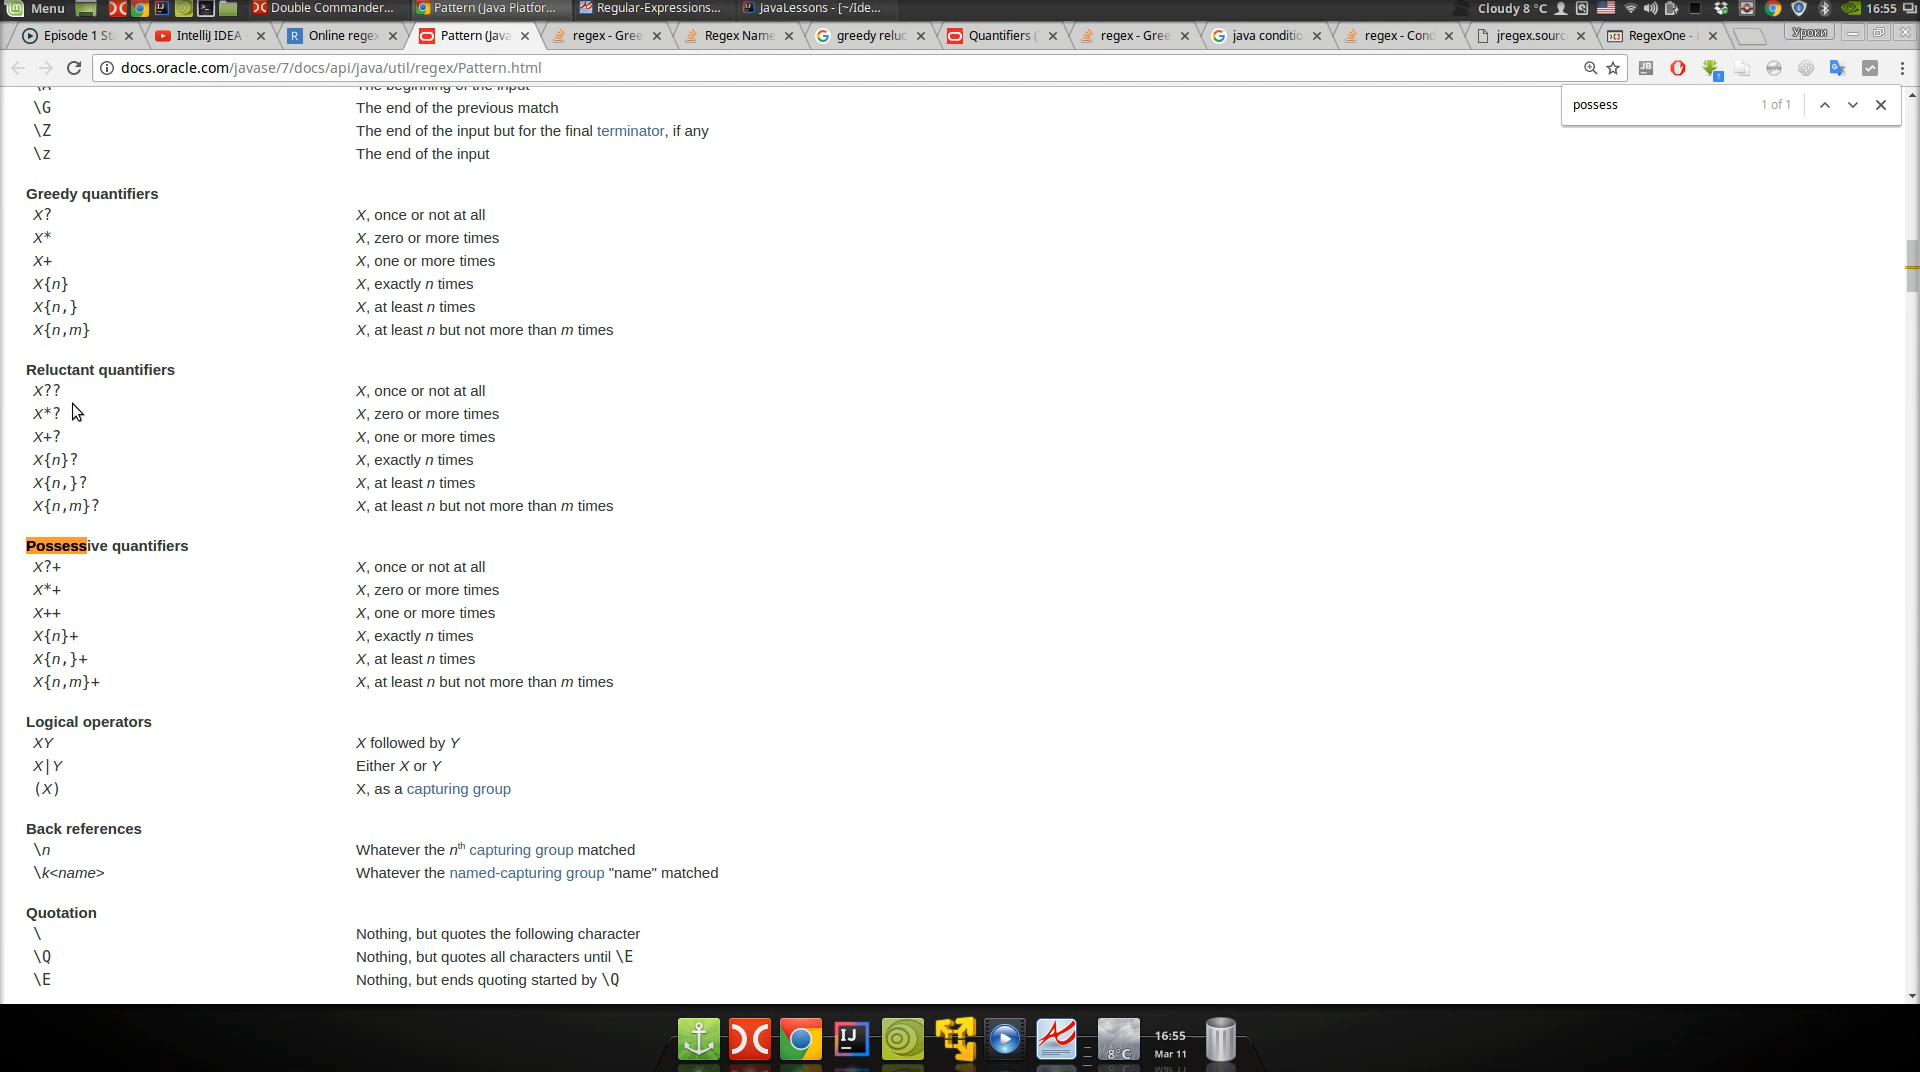 Menu Double Commander... Pattern (Java Platfor... Regular-Expressions... JavaLessons - [~/Ide... Cloudy 8 °C 16:55
Episode 1 St IntelliJ IDEA Online regex Pattern (Java regex - Gree Regex Name greedy reluc Quantifiers ( regex - Gree java conditio regex - Cond jregex.sourc RegexOne - Уроки
docs.oracle.com/javase/7/docs/api/java/util/regex/Pattern.html
possess 1 of 1
\A The beginning of the input
\G The end of the previous match
\Z The end of the input but for the final terminator, if any
\z The end of the input
Greedy quantifiers
X? X, once or not at all
X* X, zero or more times
X+ X, one or more times
X{n} X, exactly n times
X{n,} X, at least n times
X{n,m} X, at least n but not more than m times
Reluctant quantifiers
X?? X, once or not at all
X*? X, zero or more times
X+? X, one or more times
X{n}? X, exactly n times
X{n,}? X, at least n times
X{n,m}? X, at least n but not more than m times
Possessive quantifiers
X?+ X, once or not at all
X*+ X, zero or more times
X++ X, one or more times
X{n}+ X, exactly n times
X{n,}+ X, at least n times
X{n,m}+ X, at least n but not more than m times
Logical operators
XY X followed by Y
X|Y Either X or Y
(X) X, as a capturing group
Back references
\n Whatever the nth capturing group matched
\k<name> Whatever the named-capturing group "name" matched
Quotation
\ Nothing, but quotes the following character
\Q Nothing, but quotes all characters until \E
\E Nothing, but ends quoting started by \Q
IJ 8°C 16:55
Mar 11